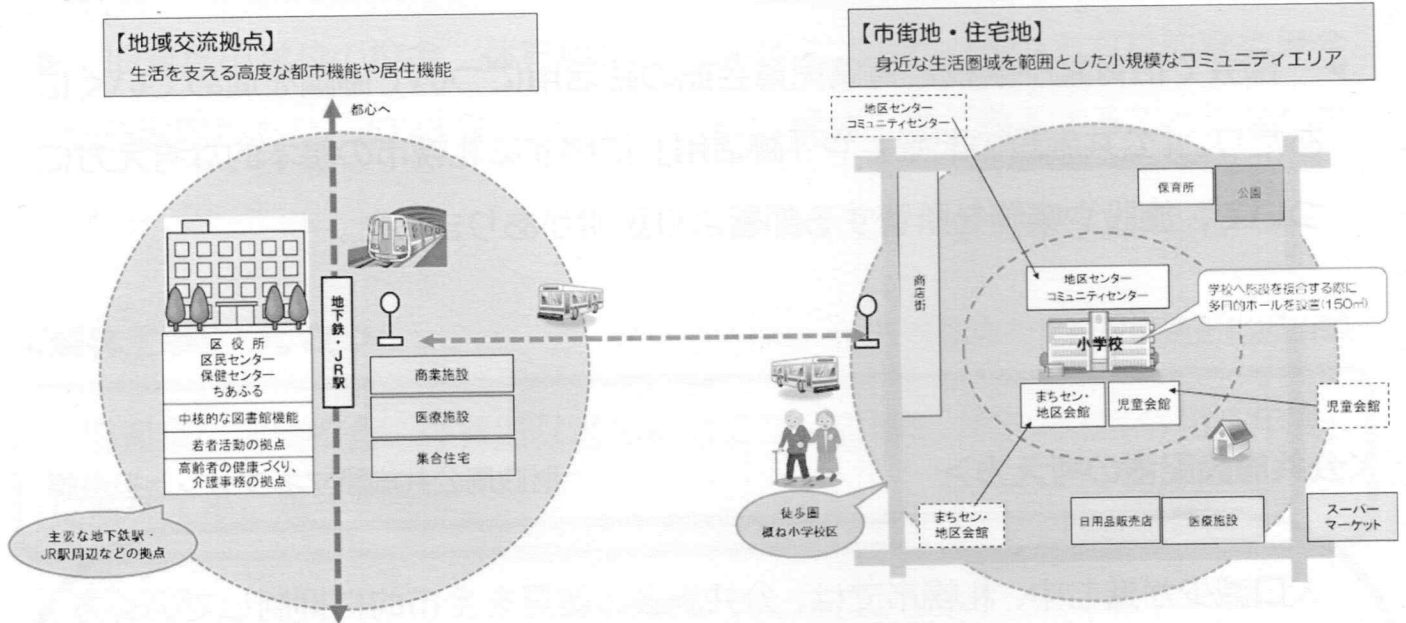 【地域交流拠点】
生活を支える高度な都市機能や居住機能
都心へ
地下鉄・JR駅
区役所
区民センター
保健センター
ちあふる
中核的な図書館機能
若者活動の拠点
高齢者の健康づくり、
介護事務の拠点
商業施設
医療施設
集合住宅
主要な地下鉄駅・
JR駅周辺などの拠点
【市街地・住宅地】
身近な生活圏域を範囲とした小規模なコミュニティエリア
地区センター
コミュニティセンター
保育所
公園
商店街
地区センター
コミュニティセンター
学校へ施設を複合する際に
多目的ホールを設置(150㎡)
小学校
まちセン・
地区会館
児童会館
児童会館
徒歩圏
概ね小学校区
まちセン・
地区会館
日用品販売店
医療施設
スーパー
マーケット